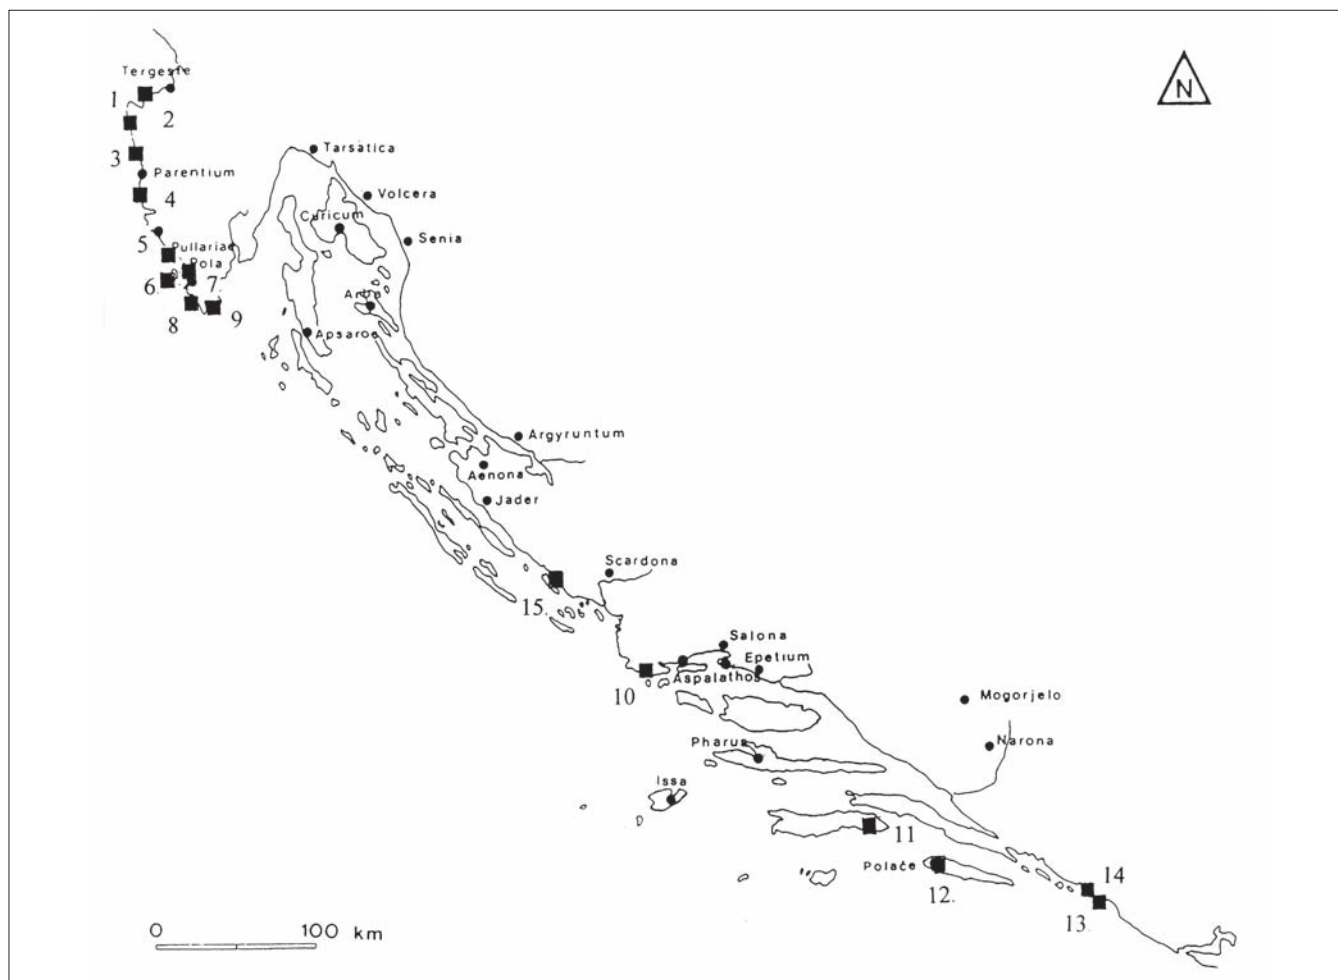 N
Tergeste
1
2
Tarsatica
3
Parentium
Volcera
4
Curicum
Senia
5
Pullariae
Pola
6.
7.
Arba
8
9
Apsaros
Argyruntum
Aenona
Jader
Scardona
15.
Salona
Epetium
Aspalathos
10
Mogorjelo
Pharus
Narona
Issa
11
Polače
14
12.
13.
0 100 km